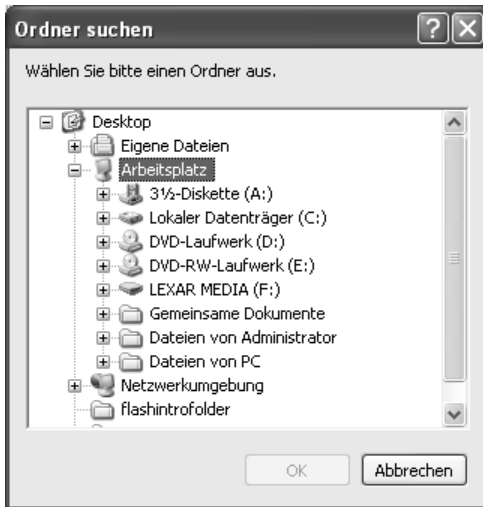 Ordner suchen
Wählen Sie bitte einen Ordner aus.
Desktop
Eigene Dateien
Arbeitsplatz
3½-Diskette (A:)
Lokaler Datenträger (C:)
DVD-Laufwerk (D:)
DVD-RW-Laufwerk (E:)
LEXAR MEDIA (F:)
Gemeinsame Dokumente
Dateien von Administrator
Dateien von PC
Netzwerkumgebung
flashintrofolder
OK Abbrechen